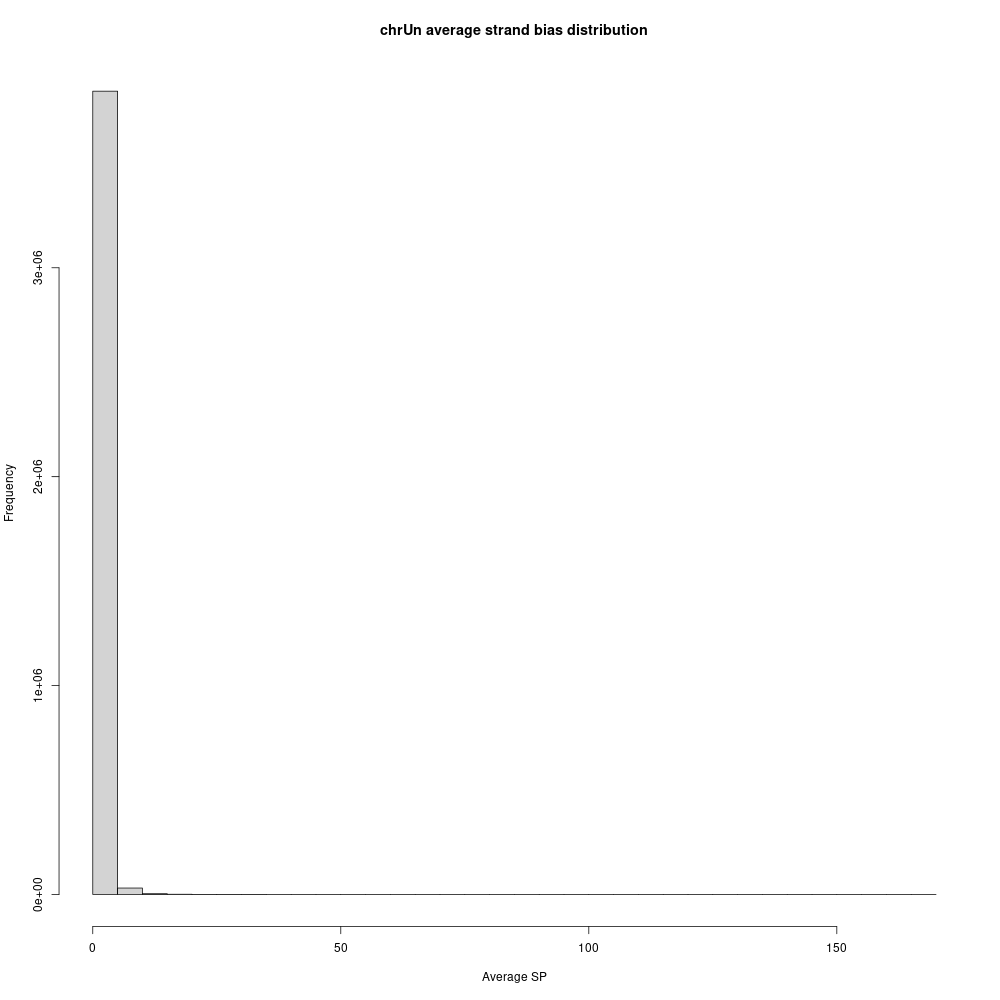 chrUn average strand bias distribution
Frequency
3e+06
2e+06
1e+06
0e+00
0 50 100 150
Average SP